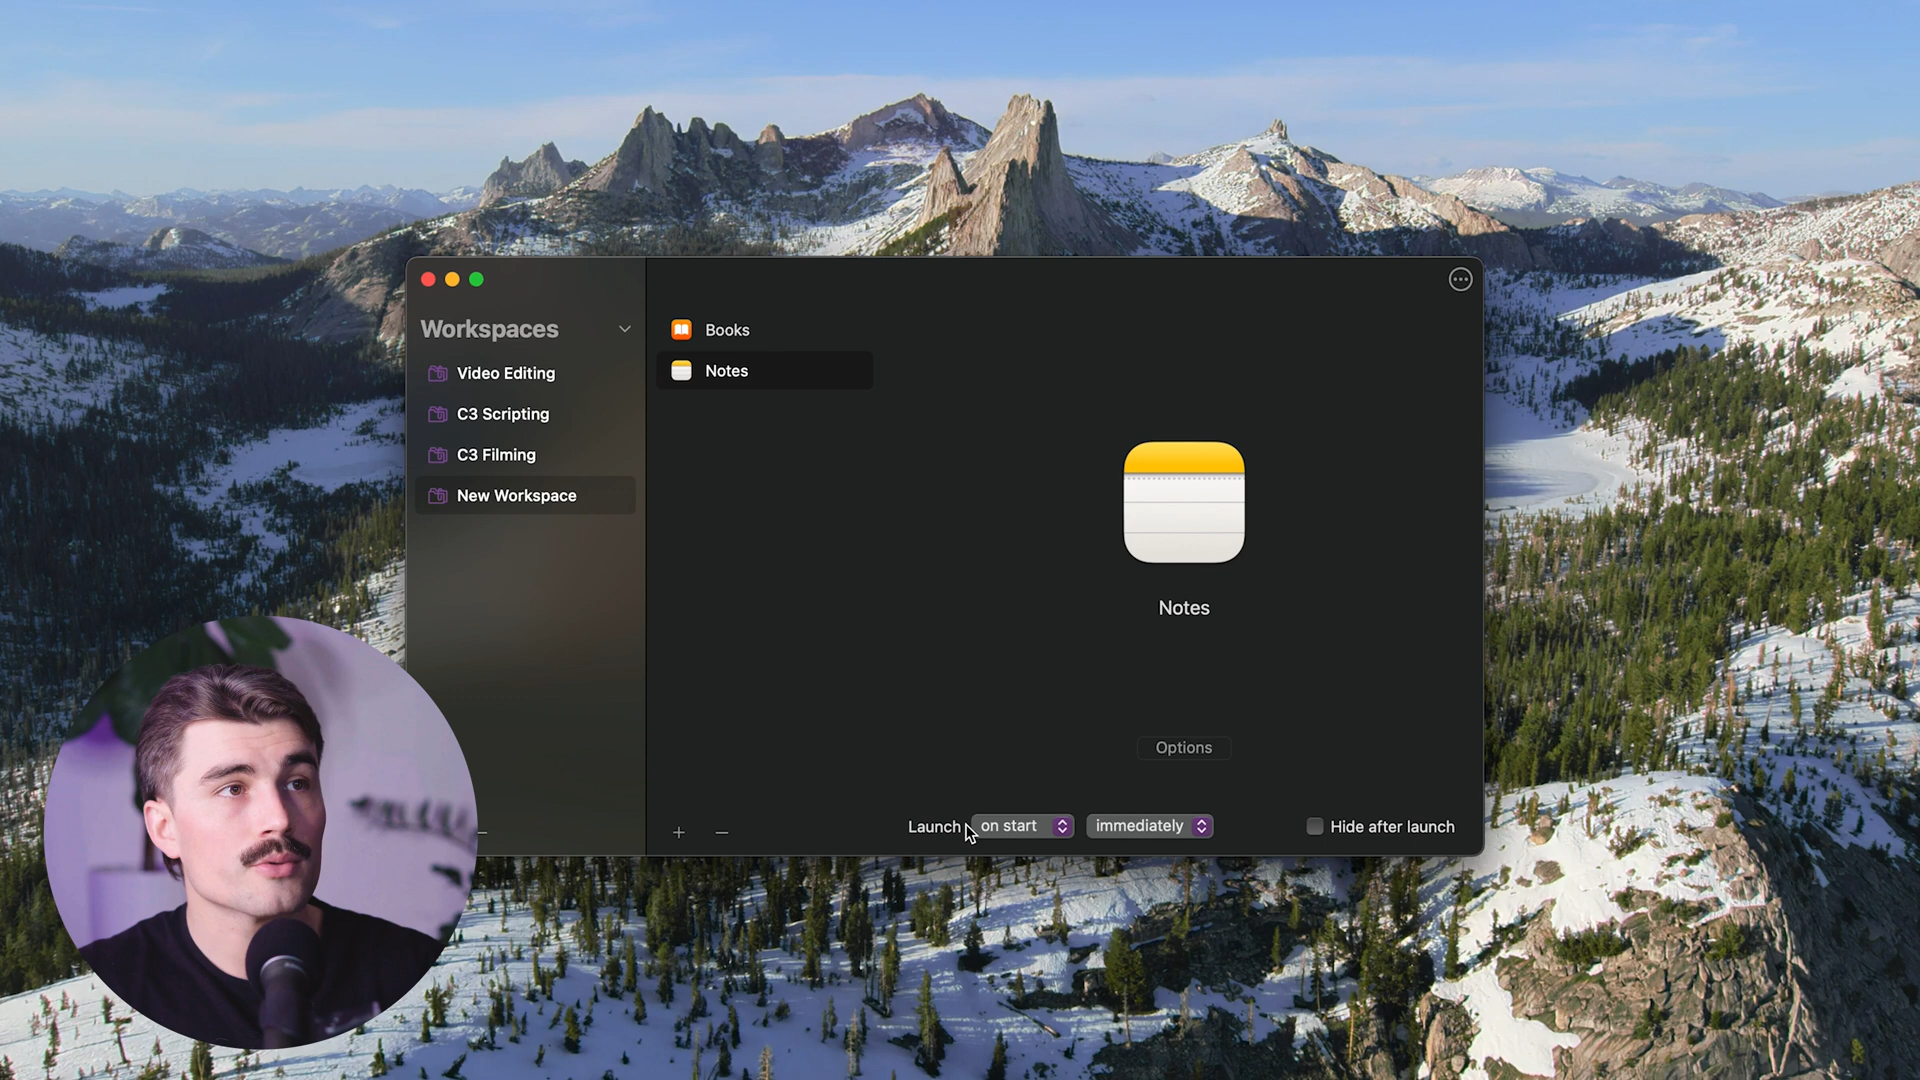 Workspaces
Video Editing
C3 Scripting
C3 Filming
New Workspace
Books
Notes
Notes
Options
Launch on start immediately Hide after launch